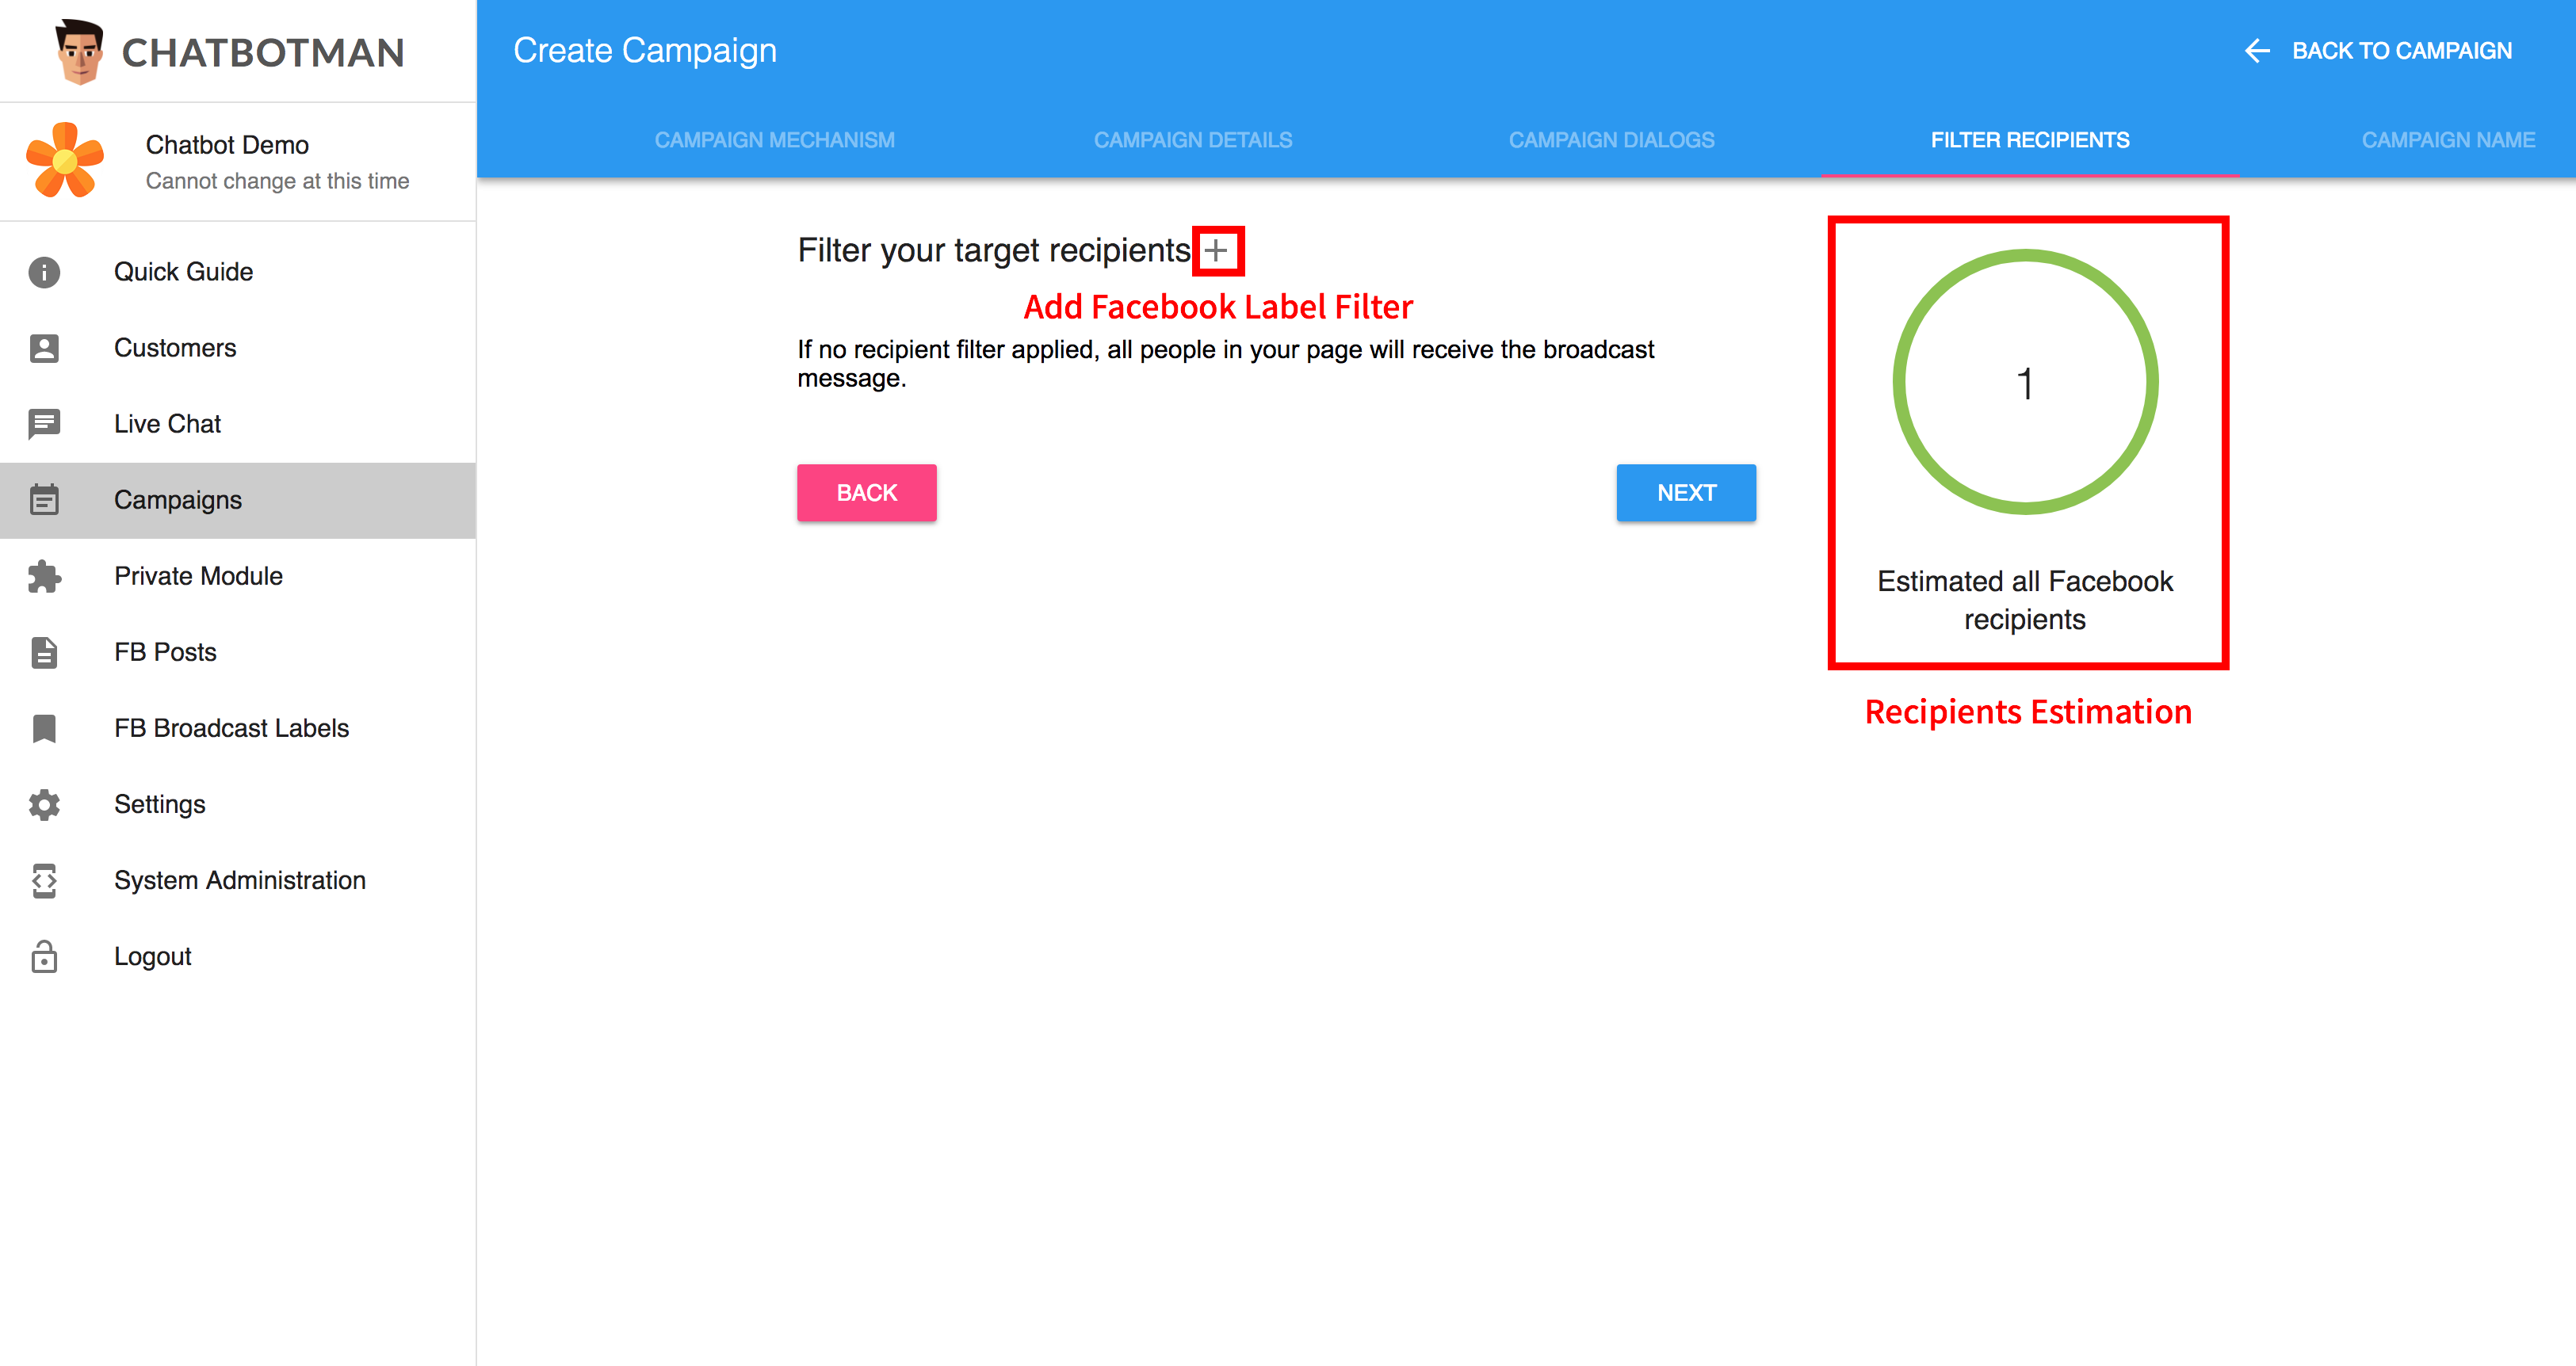 CHATBOTMAN
Chatbot Demo
Cannot change at this time
Quick Guide
Customers
Live Chat
Campaigns
Private Module
FB Posts
FB Broadcast Labels
Settings
System Administration
Logout
Create Campaign
BACK TO CAMPAIGN
CAMPAIGN MECHANISM
CAMPAIGN DETAILS
CAMPAIGN DIALOGS
FILTER RECIPIENTS
CAMPAIGN NAME
Filter your target recipients
Add Facebook Label Filter
If no recipient filter applied, all people in your page will receive the broadcast
message.
BACK
NEXT
1
Estimated all Facebook
recipients
Recipients Estimation